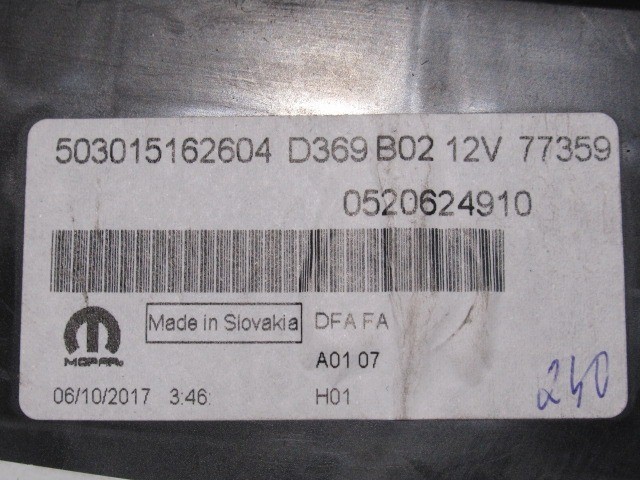 503015162604 D369 B02 12V 77359
0520624910
Made in Slovakia DFA FA
MOPAR
A01 07
06/10/2017 3:46 H01
240